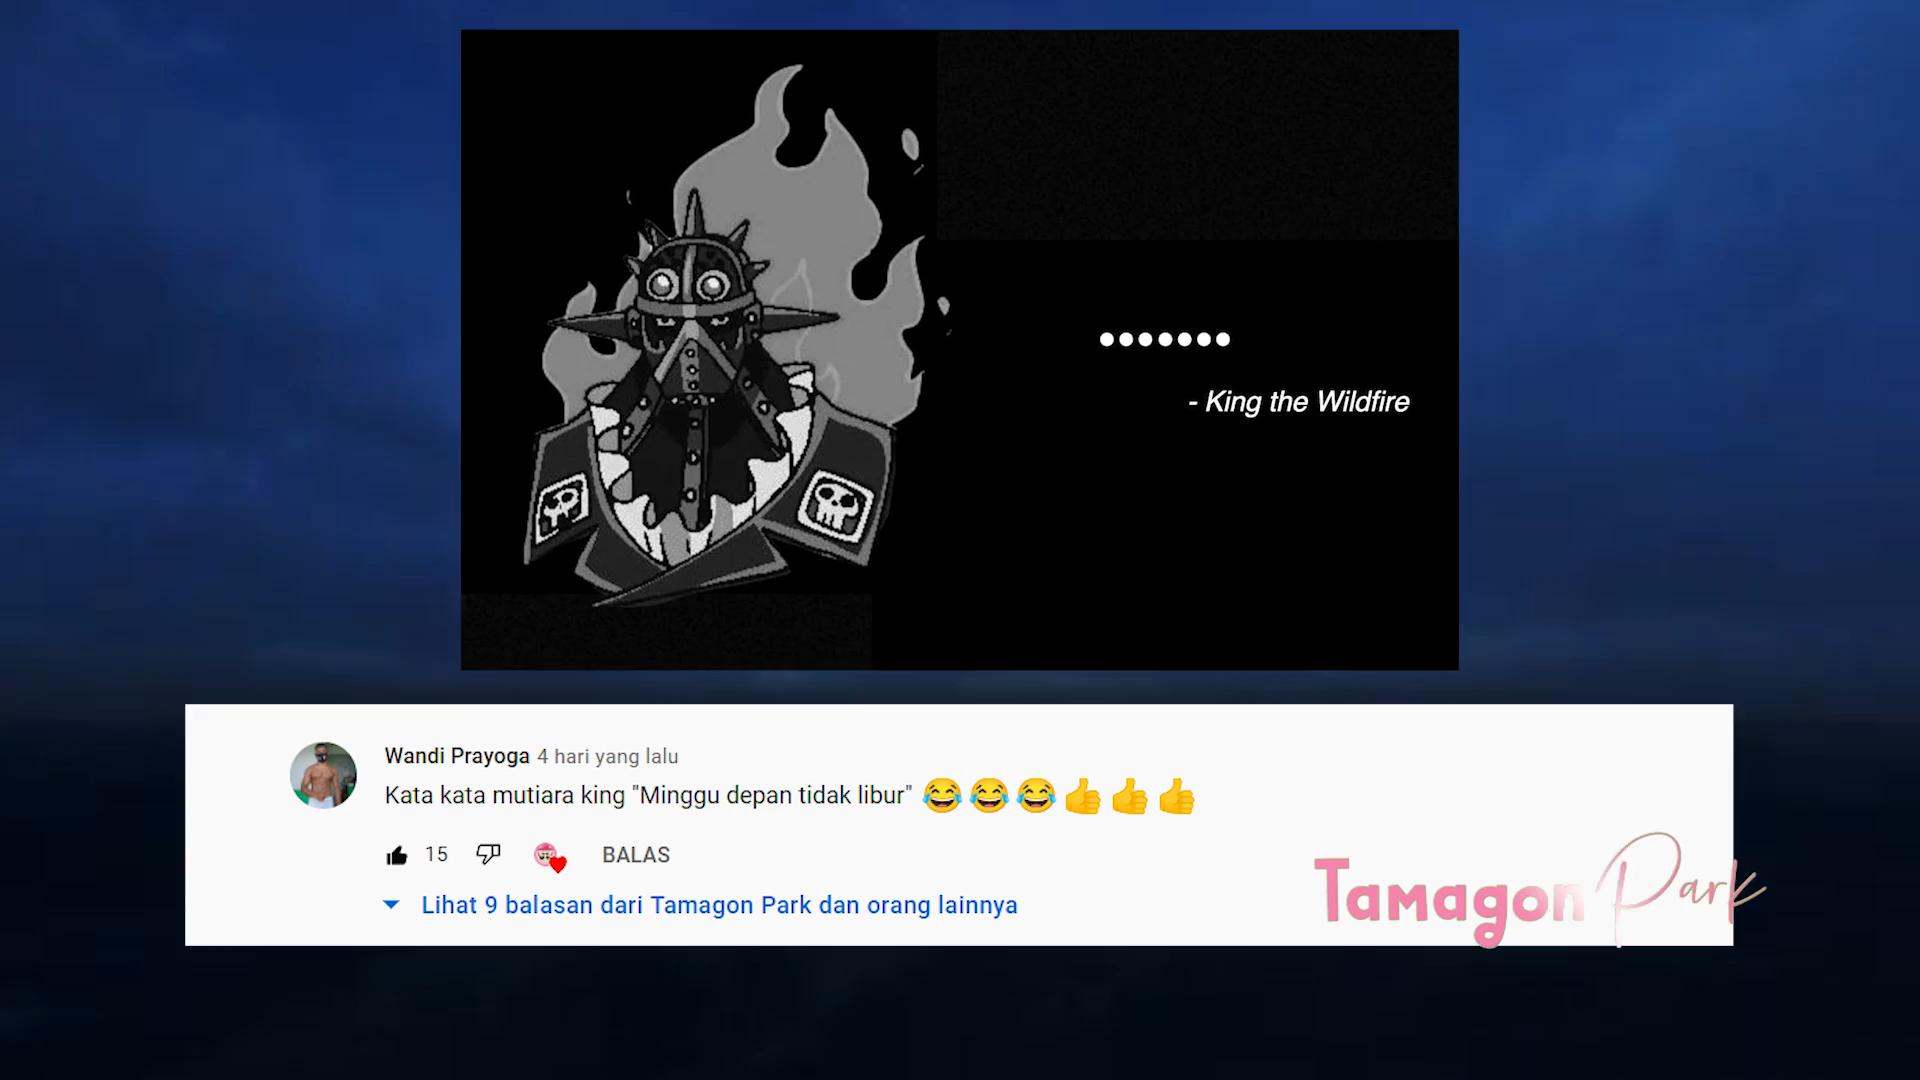 .......
- King the Wildfire
Wandi Prayoga 4 hari yang lalu
Kata kata mutiara king "Minggu depan tidak libur" 😂😂😂👍👍👍
15 BALAS
Lihat 9 balasan dari Tamagon Park dan orang lainnya
Tamagon Park